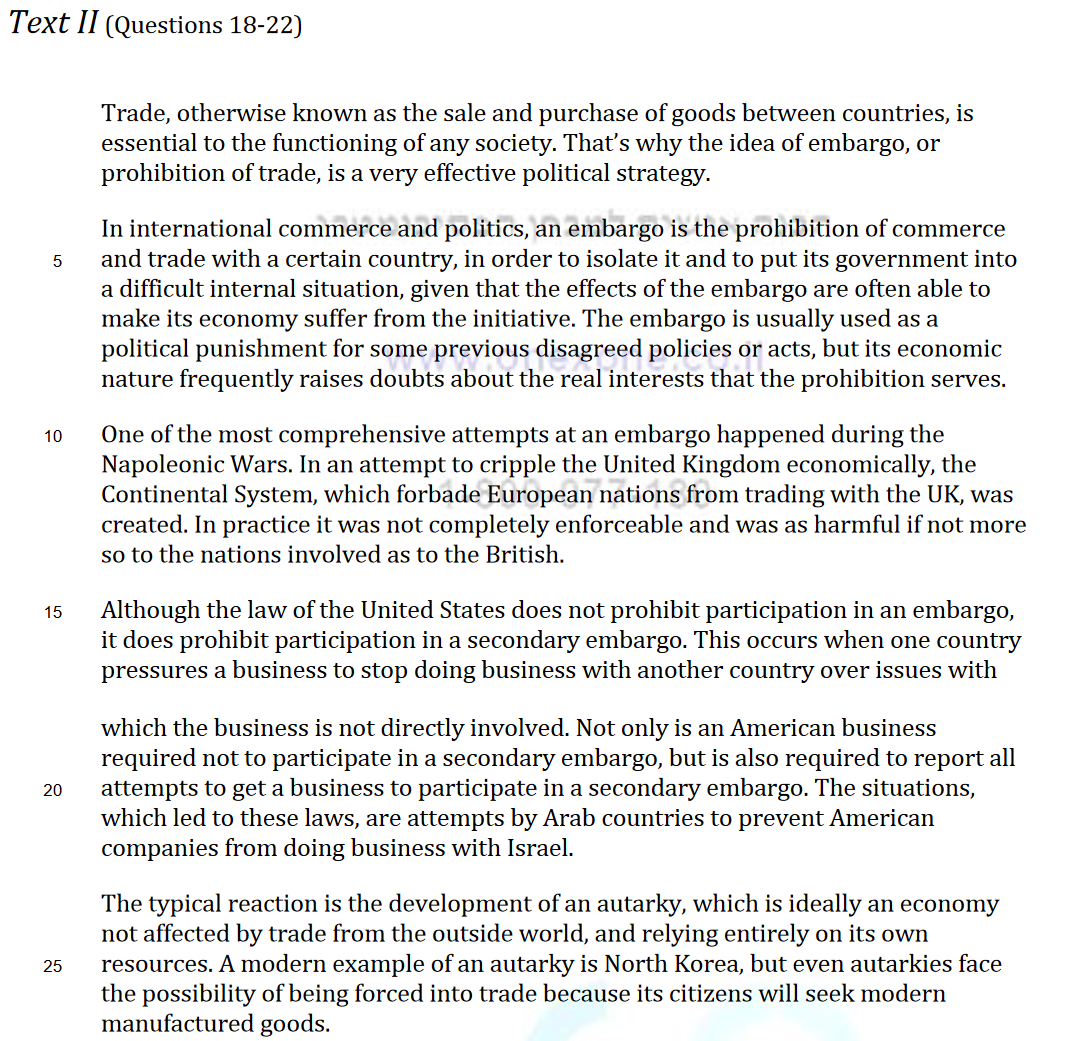 Text II (Questions 18-22)
Trade, otherwise known as the sale and purchase of goods between countries, is
essential to the functioning of any society. That’s why the idea of embargo, or
prohibition of trade, is a very effective political strategy.
In international commerce and politics, an embargo is the prohibition of commerce
5 and trade with a certain country, in order to isolate it and to put its government into
a difficult internal situation, given that the effects of the embargo are often able to
make its economy suffer from the initiative. The embargo is usually used as a
political punishment for some previous disagreed policies or acts, but its economic
www.onexone.co.il
nature frequently raises doubts about the real interests that the prohibition serves.
10 One of the most comprehensive attempts at an embargo happened during the
Napoleonic Wars. In an attempt to cripple the United Kingdom economically, the
Continental System, which forbade European nations from trading with the UK, was
1-800-077-180
created. In practice it was not completely enforceable and was as harmful if not more
so to the nations involved as to the British.
15 Although the law of the United States does not prohibit participation in an embargo,
it does prohibit participation in a secondary embargo. This occurs when one country
pressures a business to stop doing business with another country over issues with
which the business is not directly involved. Not only is an American business
required not to participate in a secondary embargo, but is also required to report all
20 attempts to get a business to participate in a secondary embargo. The situations,
which led to these laws, are attempts by Arab countries to prevent American
companies from doing business with Israel.
The typical reaction is the development of an autarky, which is ideally an economy
not affected by trade from the outside world, and relying entirely on its own
25 resources. A modern example of an autarky is North Korea, but even autarkies face
the possibility of being forced into trade because its citizens will seek modern
manufactured goods.